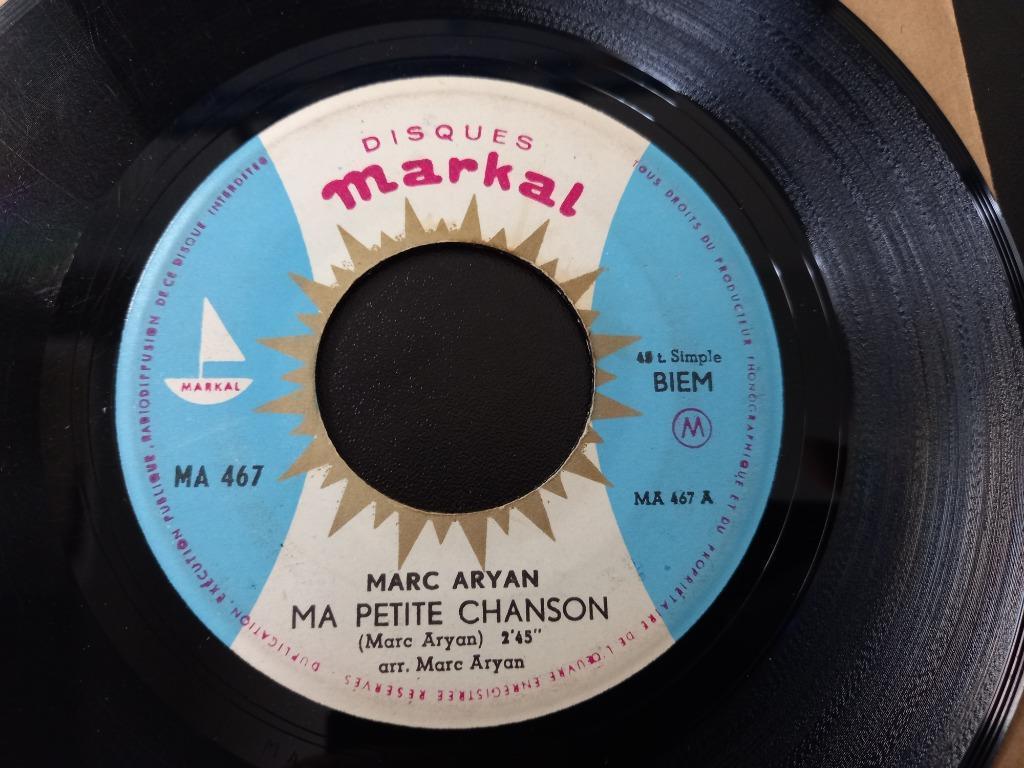 DISQUES
markal
TOUS DROITS DU PRODUCTEUR PHONOGRAPHIQUE ET DU PROPRIÉTAIRE DE L'ŒUVRE ENREGISTRÉE RÉSERVÉS - DUPLICATION, EXÉCUTION PUBLIQUE, RADIODIFFUSION DE CE DISQUE INTERDITES
MARKAL
MA 467
45 t. Simple
BIEM
M
MA 467 A
MARC ARYAN
MA PETITE CHANSON
(Marc Aryan) 2'45"
arr. Marc Aryan